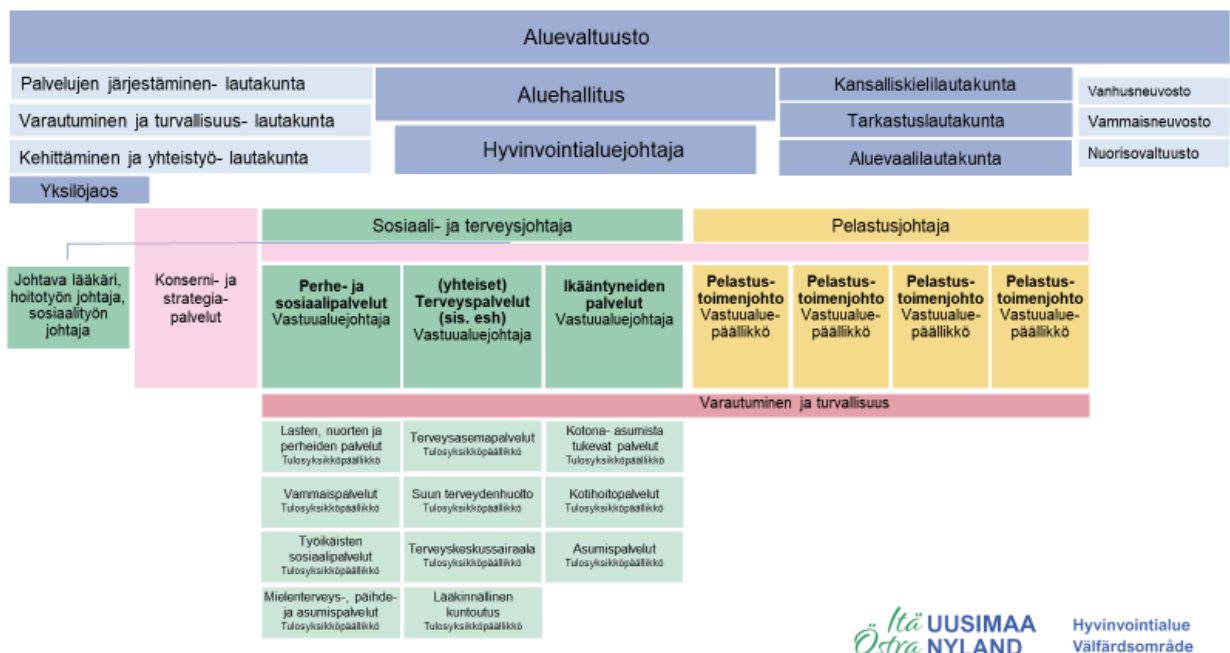 Aluevaltuusto
Palvelujen järjestäminen- lautakunta
Varautuminen ja turvallisuus- lautakunta
Kehittäminen ja yhteistyö- lautakunta
Yksilöjaos
Aluehallitus
Hyvinvointialuejohtaja
Kansalliskielilautakunta
Tarkastuslautakunta
Aluevaalilautakunta
Vanhusneuvosto
Vammaisneuvosto
Nuorisovaltuusto
Sosiaali- ja terveysjohtaja
Pelastusjohtaja
Johtava lääkäri,
hoitotyön johtaja,
sosiaalityön
johtaja
Konserni- ja
strategia-
palvelut
Perhe- ja
sosiaalipalvelut
Vastuualuejohtaja
(yhteiset)
Terveyspalvelut
(sis. esh)
Vastuualuejohtaja
Ikääntyneiden
palvelut
Vastuualuejohtaja
Pelastus-
toimenjohto
Vastuualue-
päällikkö
Pelastus-
toimenjohto
Vastuualue-
päällikkö
Pelastus-
toimenjohto
Vastuualue-
päällikkö
Pelastus-
toimenjohto
Vastuualue-
päällikkö
Varautuminen ja turvallisuus
Lasten, nuorten ja
perheiden palvelut
Tulosyksikköpäällikkö
Terveysasemapalvelut
Tulosyksikköpäällikkö
Kotona- asumista
tukevat palvelut
Tulosyksikköpäällikkö
Vammaispalvelut
Tulosyksikköpäällikkö
Suun terveydenhuolto
Tulosyksikköpäällikkö
Kotihoitopalvelut
Tulosyksikköpäällikkö
Työikäisten
sosiaalipalvelut
Tulosyksikköpäällikkö
Terveyskeskussairaala
Tulosyksikköpäällikkö
Asumispalvelut
Tulosyksikköpäällikkö
Mielenterveys-, päihde-
ja asumispalvelut
Tulosyksikköpäällikkö
Lääkinnällinen
kuntoutus
Tulosyksikköpäällikkö
Itä UUSIMAA
Östra NYLAND
Hyvinvointialue
Välfärdsområde